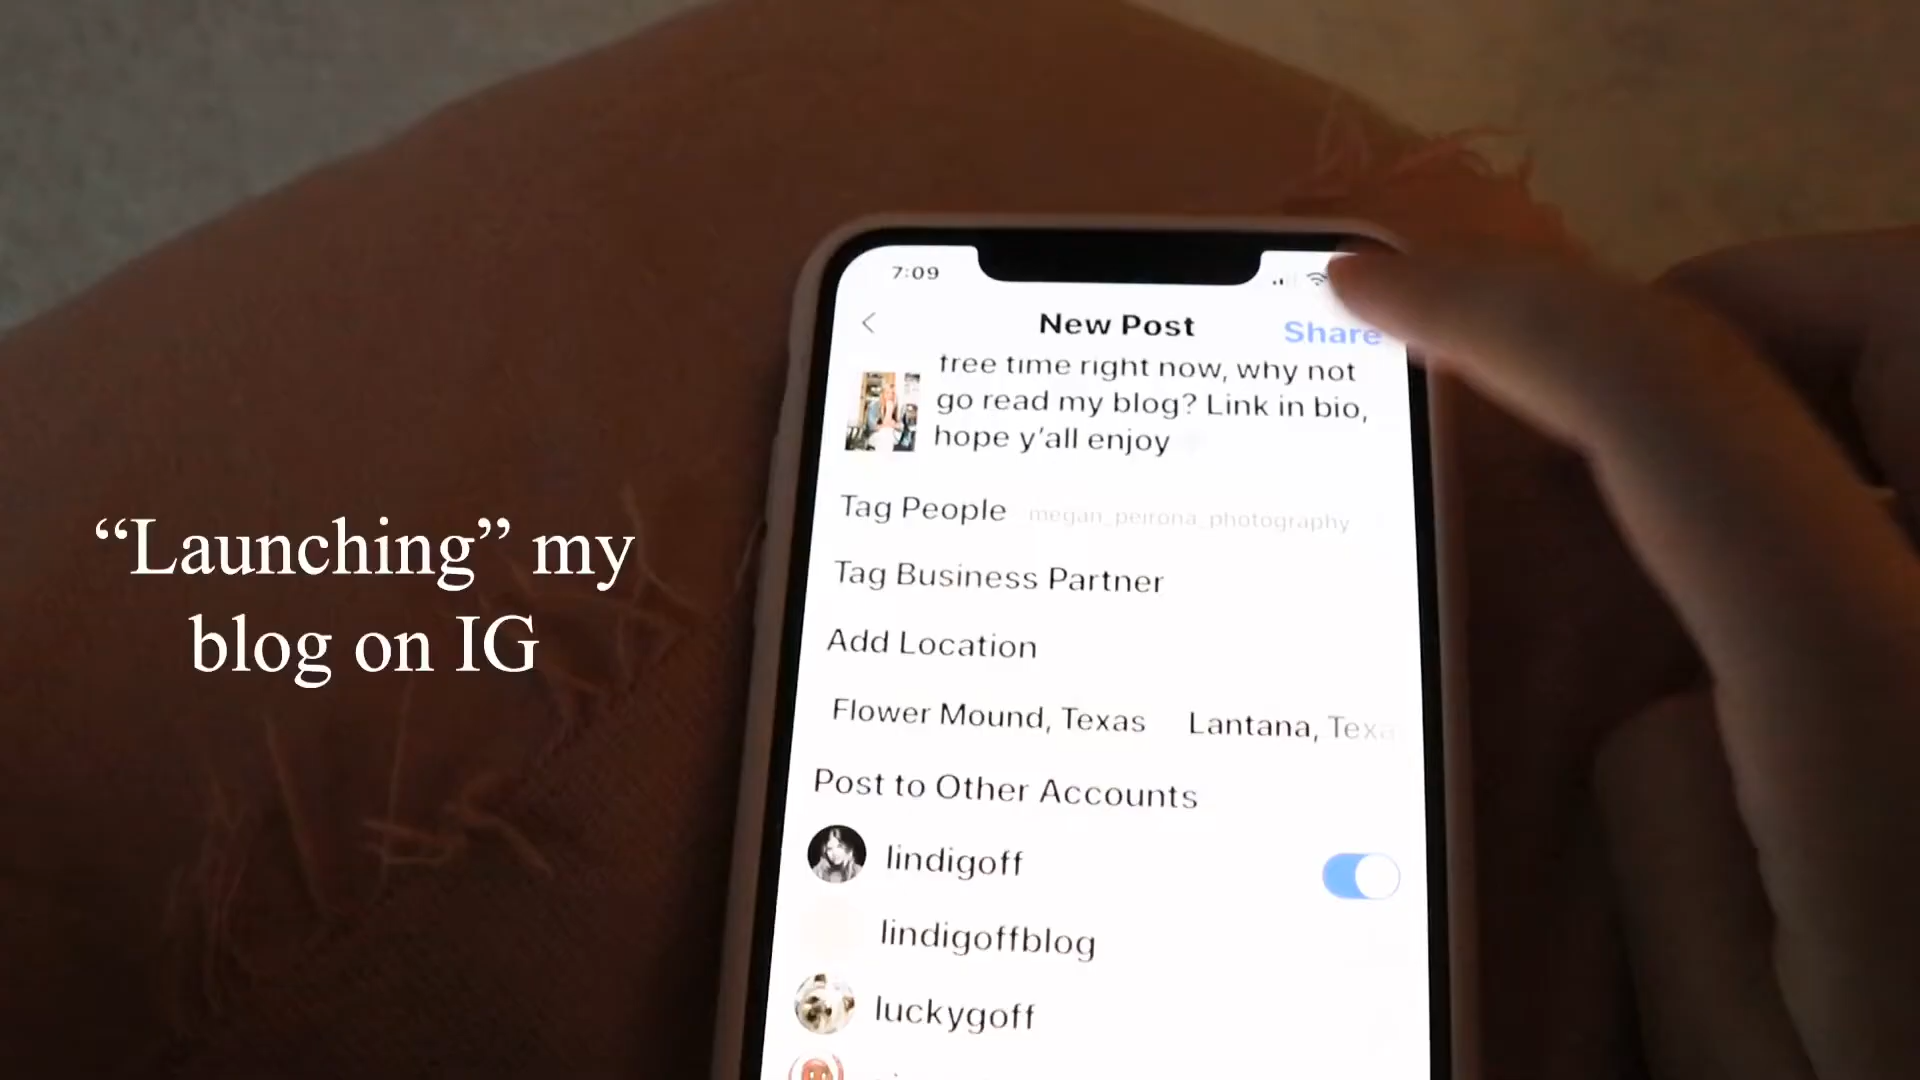 “Launching” my
blog on IG
7:09
New Post
Share
free time right now, why not
go read my blog? Link in bio,
hope y’all enjoy
Tag People megan_peirona_photography
Tag Business Partner
Add Location
Flower Mound, Texas Lantana, Texa
Post to Other Accounts
lindigoff
lindigoffblog
luckygoff